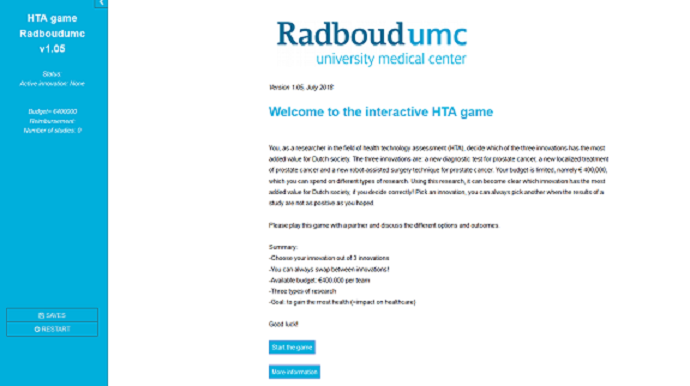 HTA game
Radboudumc
v1.05
Status
Active innovation: None
Budget= €400000
Reimbursement:
Number of studies: 0
SAVES
RESTART
Radboudumc
university medical center
Version 1.05, July 2018
Welcome to the interactive HTA game
You, as a researcher in the field of health technology assessment (HTA), decide which of the three innovations has the most
added value for Dutch society. The three innovations are: a new diagnostic test for prostate cancer, a new localized treatment
of prostate cancer and a new robot-assisted surgery technique for prostate cancer. Your budget is limited, namely € 400,000,
which you can spend on different types of research. Using this research, it can become clear which innovation has the most
added value for Dutch society, if you decide correctly! Pick an innovation, you can always pick another when the results of a
study are not as positive as you hoped.
Please play this game with a partner and discuss the different options and outcomes.
Summary:
-Choose your innovation out of 3 innovations
-You can always swap between innovations!
-Available budget: €400.000 per team
-Three types of research
-Goal: to gain the most health (=impact on healthcare)
Good luck!!
Start the game
More information